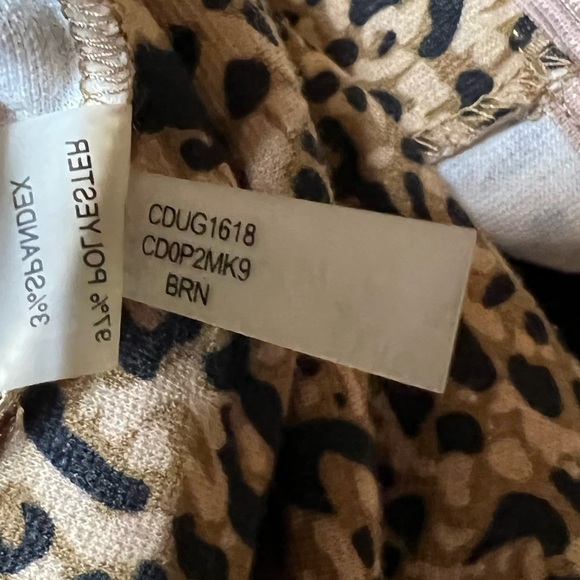 97% POLYESTER
3%SPANDEX
CDUG1618
CD0P2MK9
BRN